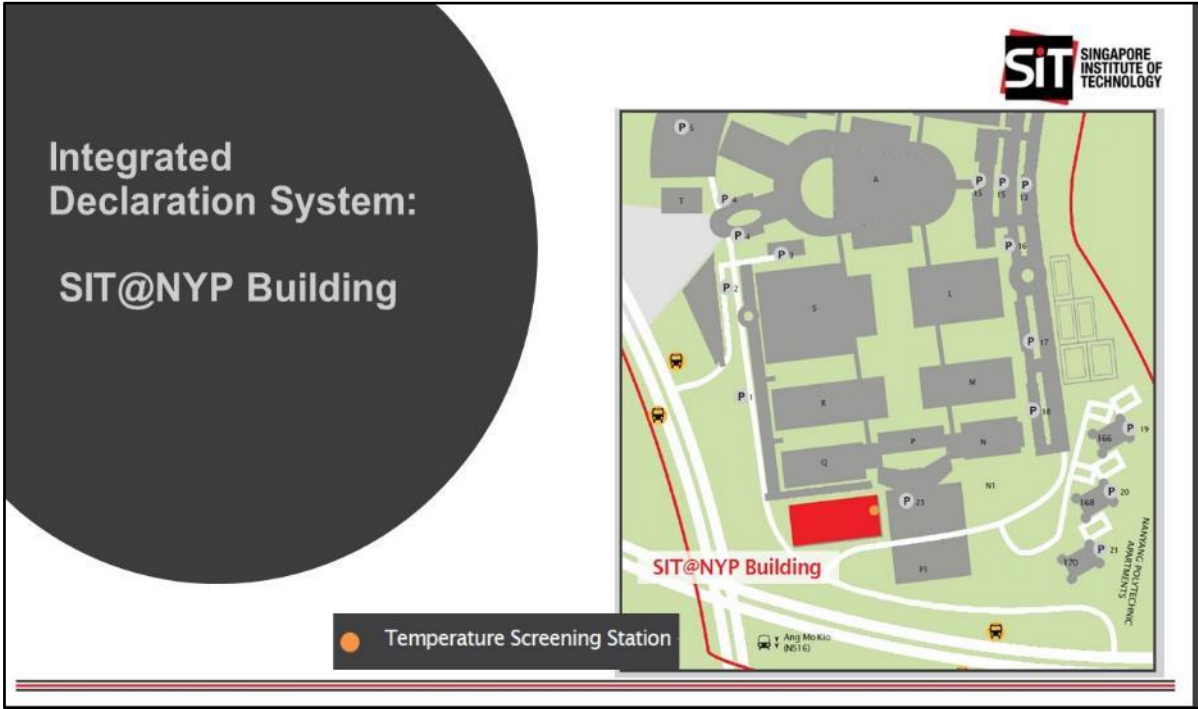 SiT
SINGAPORE
INSTITUTE OF
TECHNOLOGY
Integrated
Declaration System:
SIT@NYP Building
P 5
A
T
P 4
P 4
P 3
P 2
P 15
P 15
P 13
P 16
S
L
P 17
P 1
R
M
P 18
P 19
166
Q
P
N
N1
P 23
P 20
168
P 21
170
NANYANG POLYTECHNIC
APARTMENTS
SIT@NYP Building
P1
Temperature Screening Station
Ang Mo Kio
(NS16)